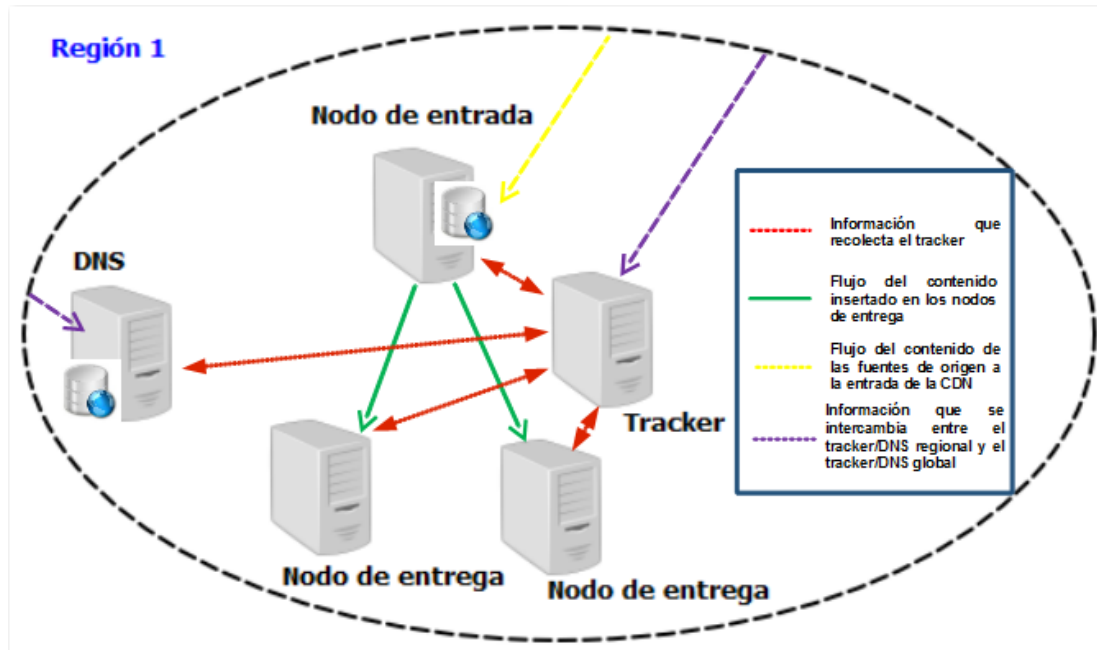 Región 1
Nodo de entrada
DNS
Tracker
Nodo de entrega
Nodo de entrega
Información que
recolecta el tracker
Flujo del contenido
insertado en los nodos
de entrega
Flujo del contenido de
las fuentes de origen a
la entrada de la CDN
Información que se
intercambia entre el
tracker/DNS regional y el
tracker/DNS global